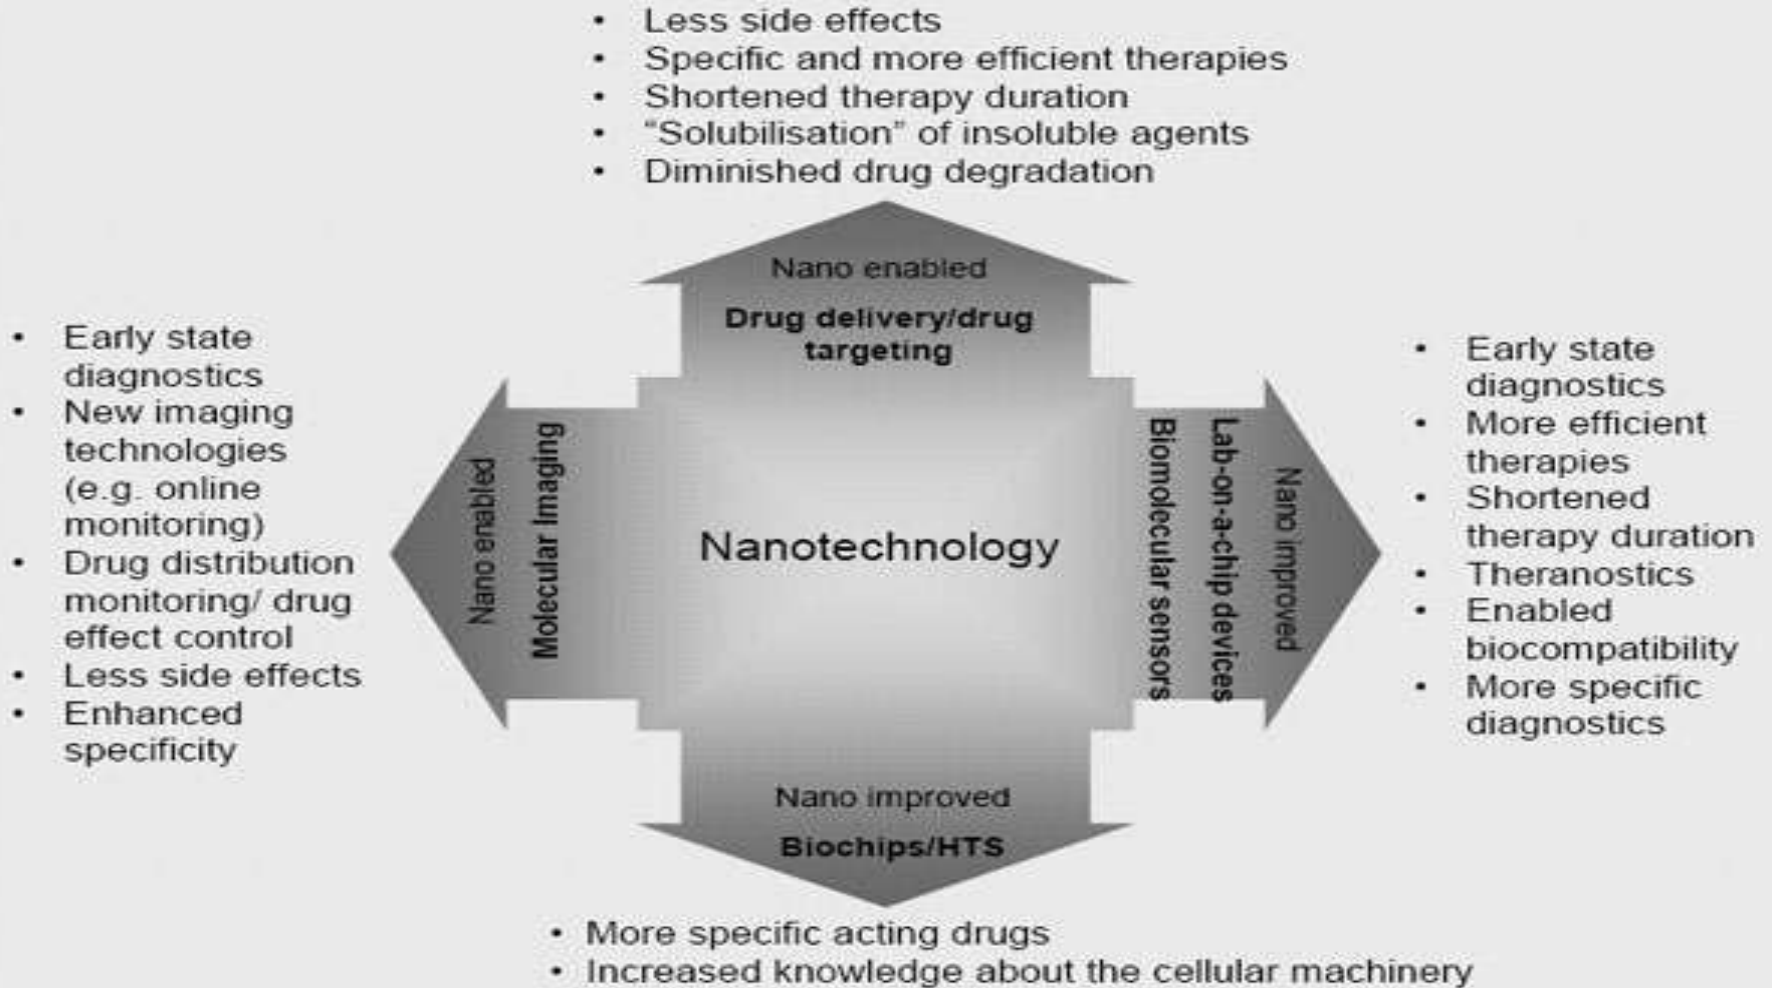 • Less side effects
• Specific and more efficient therapies
• Shortened therapy duration
• “Solubilisation” of insoluble agents
• Diminished drug degradation
Nano enabled
Drug delivery/drug
targeting
• Early state
diagnostics
• New imaging
technologies
(e.g. online
monitoring)
• Drug distribution
monitoring/ drug
effect control
• Less side effects
• Enhanced
specificity
Nano enabled
Molecular Imaging
Nanotechnology
Biomolecular sensors
Lab-on-a-chip devices
Nano improved
• Early state
diagnostics
• More efficient
therapies
• Shortened
therapy duration
• Theranostics
• Enabled
biocompatibility
• More specific
diagnostics
Nano improved
Biochips/HTS
• More specific acting drugs
• Increased knowledge about the cellular machinery